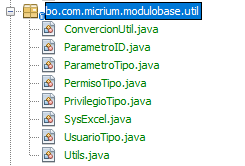 bo.com.micrium.modulobase.util
ConvercionUtil.java
ParametroID.java
ParametroTipo.java
PermisoTipo.java
PrivilegioTipo.java
SysExcel.java
UsuarioTipo.java
Utils.java